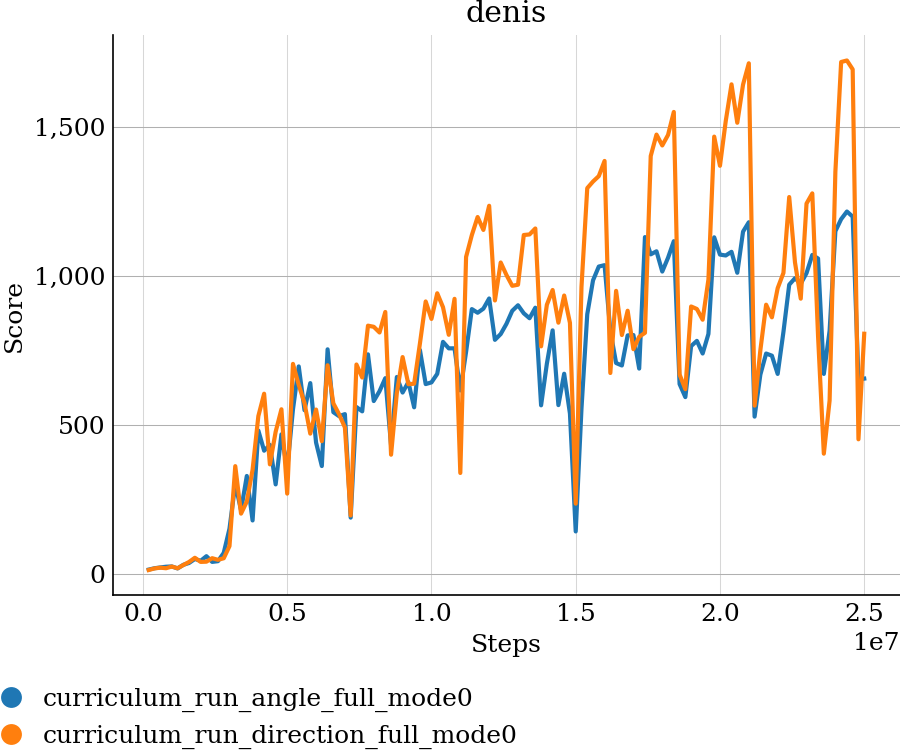 denis
1,500
1,000
500
0
Score
0.0 0.5 1.0 1.5 2.0 2.5
1e7
Steps
curriculum_run_angle_full_mode0
curriculum_run_direction_full_mode0